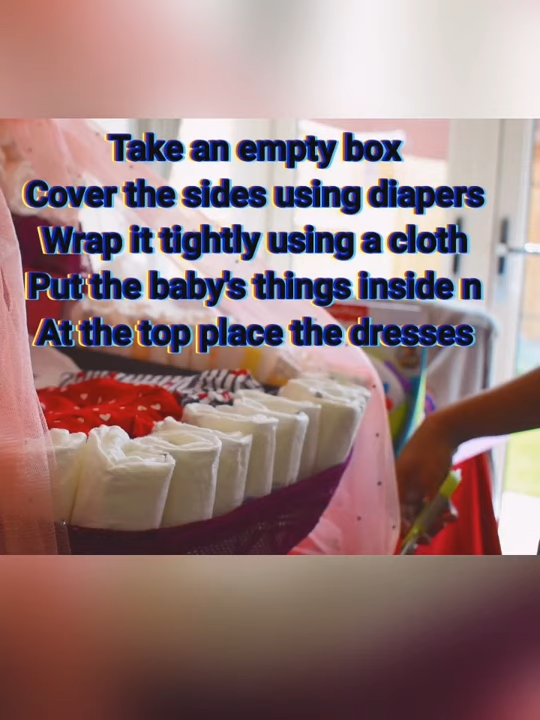 Take an empty box
Cover the sides using diapers
Wrap it tightly using a cloth
Put the baby's things inside n
At the top place the dresses